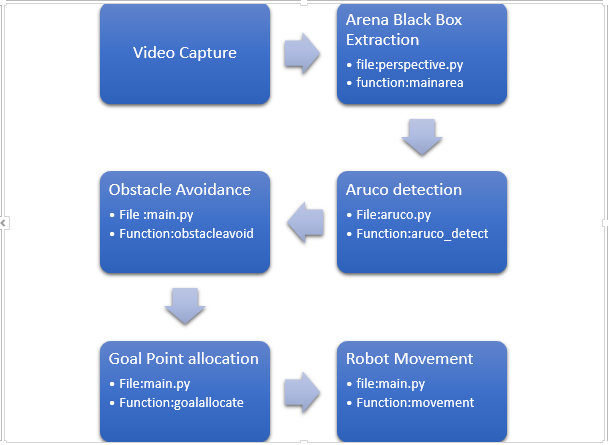 Video Capture
Arena Black Box
Extraction
• file:perspective.py
• function:mainarea
Aruco detection
• File:aruco.py
• Function:aruco_detect
Obstacle Avoidance
• File :main.py
• Function:obstacleavoid
Goal Point allocation
• File:main.py
• Function:goalallocate
Robot Movement
• file:main.py
• Function:movement